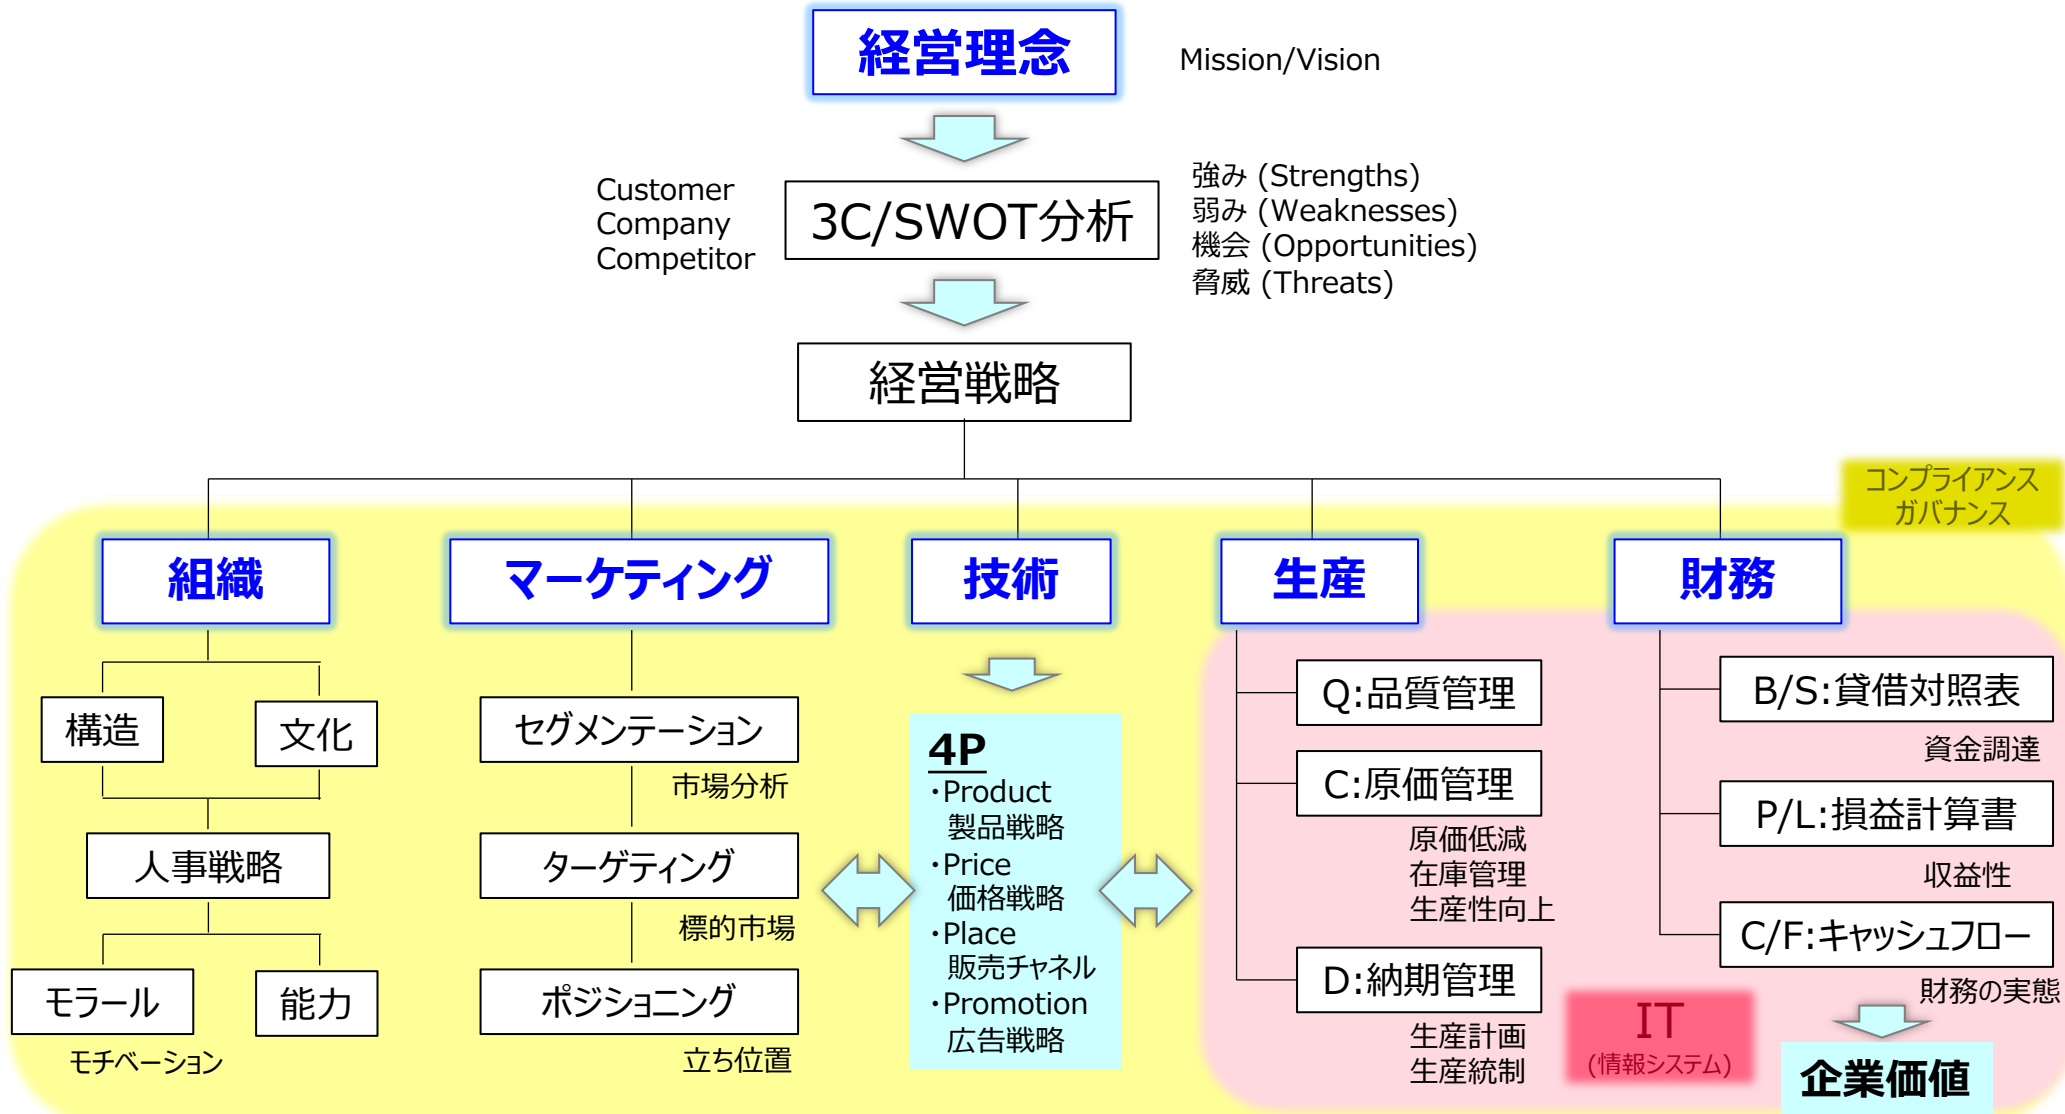 経営理念
Mission/Vision
Customer
Company
Competitor
3C/SWOT分析
強み (Strengths)
弱み (Weaknesses)
機会 (Opportunities)
脅威 (Threats)
経営戦略
コンプライアンス
ガバナンス
組織
マーケティング
技術
生産
財務
構造
文化
人事戦略
モラール
能力
モチベーション
セグメンテーション
市場分析
ターゲティング
標的市場
ポジショニング
立ち位置
4P
・Product
製品戦略
・Price
価格戦略
・Place
販売チャネル
・Promotion
広告戦略
Q:品質管理
C:原価管理
原価低減
在庫管理
生産性向上
D:納期管理
生産計画
生産統制
B/S:貸借対照表
資金調達
P/L:損益計算書
収益性
C/F:キャッシュフロー
財務の実態
IT
(情報システム)
企業価値